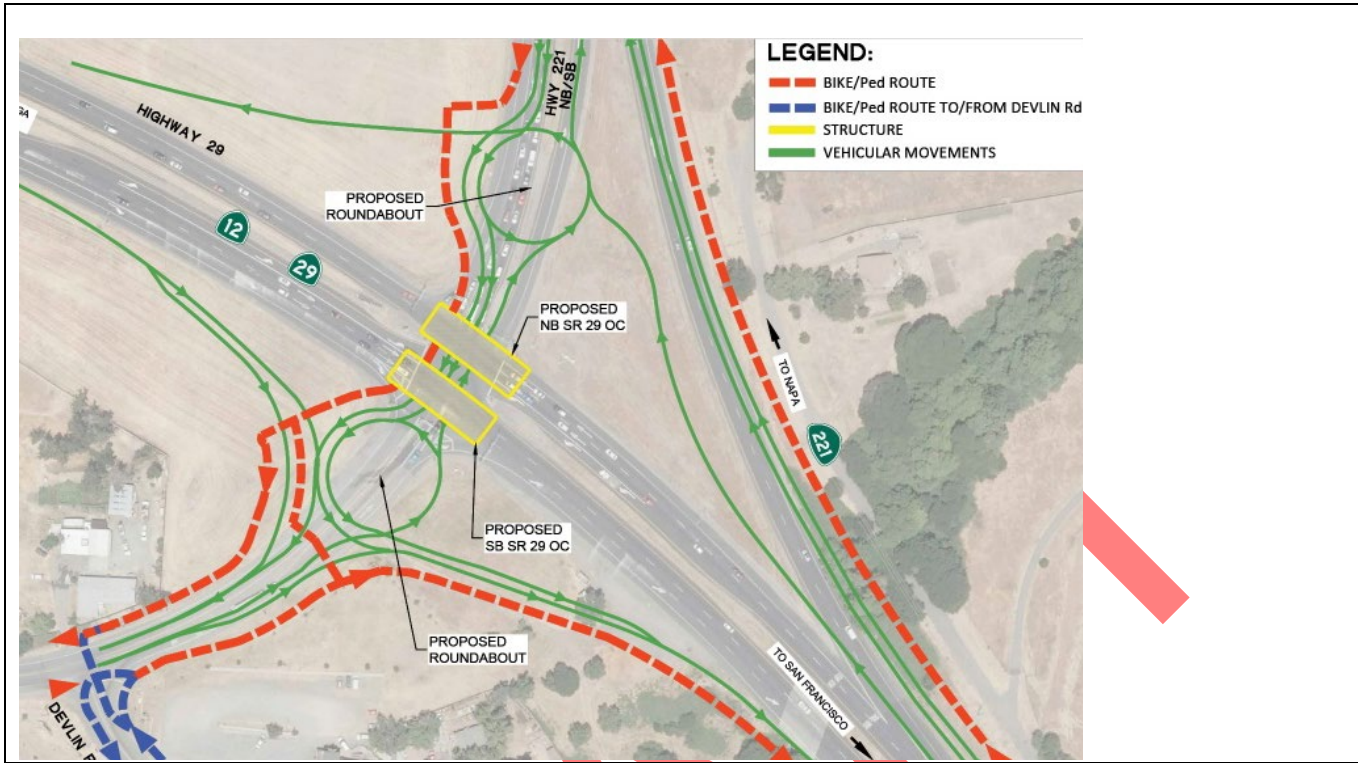 LEGEND:
BIKE/Ped ROUTE
BIKE/Ped ROUTE TO/FROM DEVLIN Rd
STRUCTURE
VEHICULAR MOVEMENTS
HWY 221
NB/SB
HIGHWAY 29
GA
PROPOSED
ROUNDABOUT
12
29
PROPOSED
NB SR 29 OC
TO NAPA
221
PROPOSED
SB SR 29 OC
PROPOSED
ROUNDABOUT
TO SAN FRANCISCO
DEVLIN